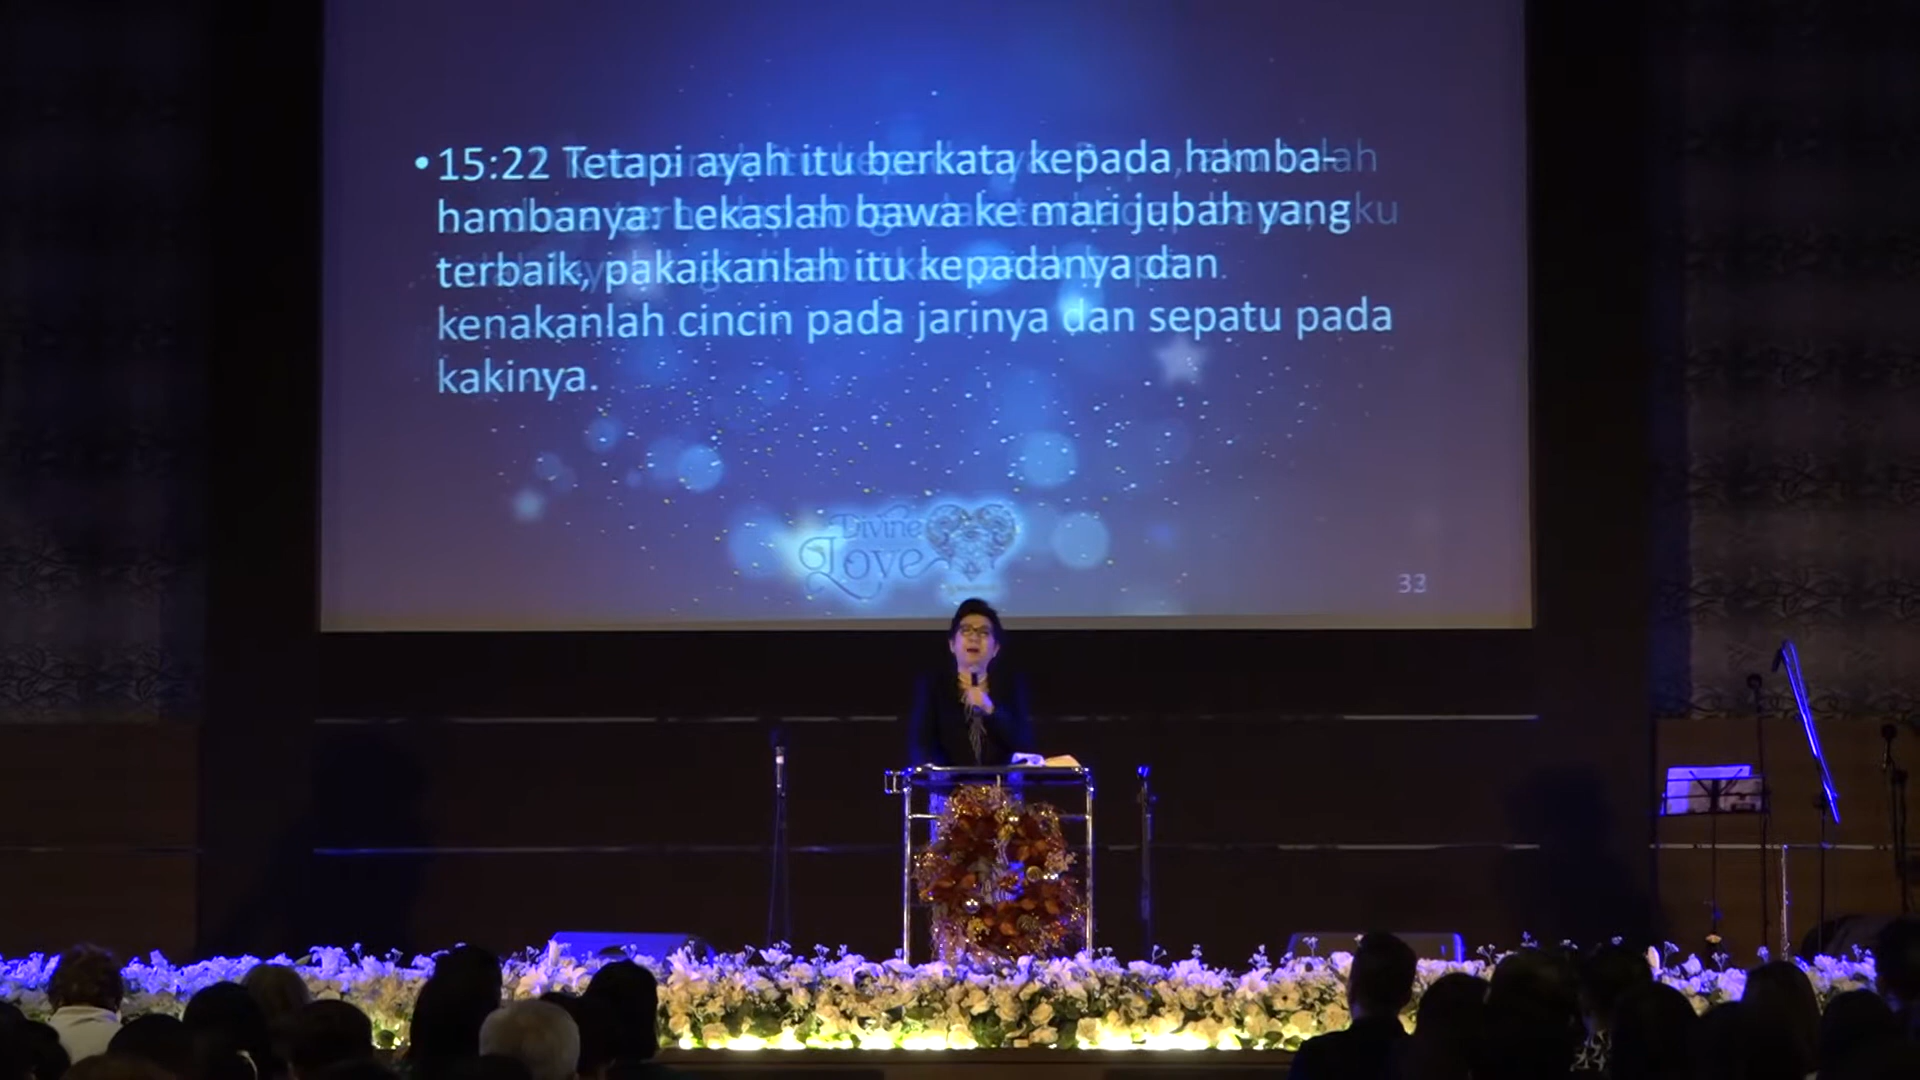 • 15:22 Tetapi ayah itu berkata kepada hamba-
hambanya: Lekaslah bawa ke mari jubah yang
terbaik, pakaikanlah itu kepadanya dan
kenakanlah cincin pada jarinya dan sepatu pada
kakinya.
Divine
Love
33